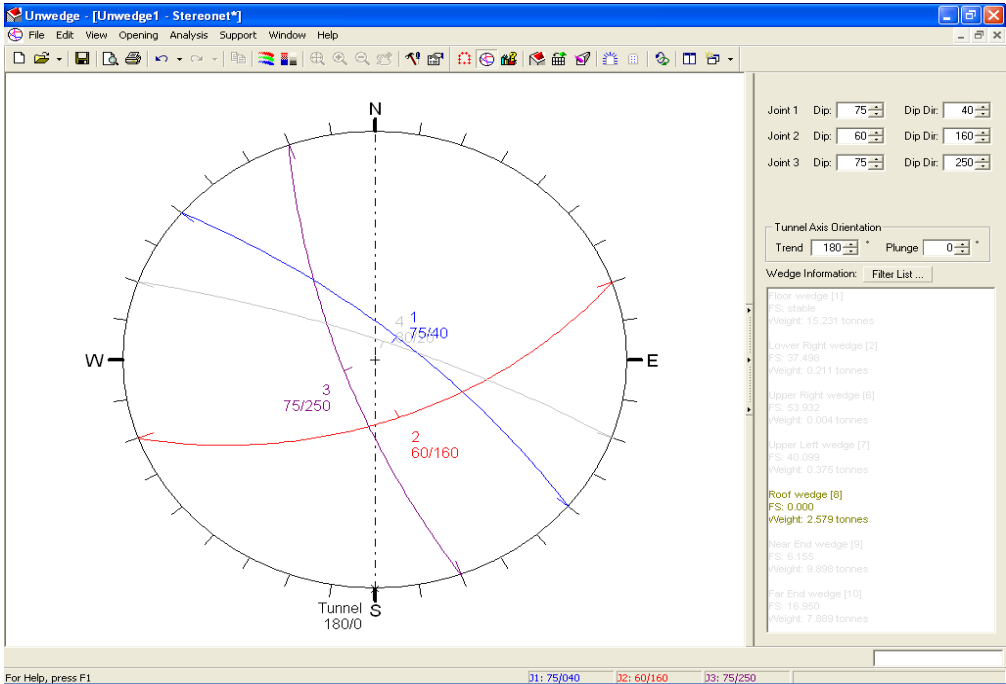 Unwedge - [Unwedge1 - Stereonet*]
File Edit View Opening Analysis Support Window Help
N
W
E
S
Tunnel
180/0
1
75/40
4
80/20
3
75/250
2
60/160
Joint 1 Dip: 75 Dip Dir: 40
Joint 2 Dip: 60 Dip Dir: 160
Joint 3 Dip: 75 Dip Dir: 250
Tunnel Axis Orientation
Trend 180 ° Plunge 0 °
Wedge Information: Filter List ...
Floor wedge [1]
FS: stable
Weight: 15.231 tonnes
Lower Right wedge [2]
FS: 37.498
Weight: 0.211 tonnes
Upper Right wedge [6]
FS: 53.932
Weight: 0.004 tonnes
Upper Left wedge [7]
FS: 40.099
Weight: 0.375 tonnes
Roof wedge [8]
FS: 0.000
Weight: 2.579 tonnes
Near End wedge [9]
FS: 6.155
Weight: 9.898 tonnes
Far End wedge [10]
FS: 16.950
Weight: 7.889 tonnes
For Help, press F1
J1: 75/040
J2: 60/160
J3: 75/250